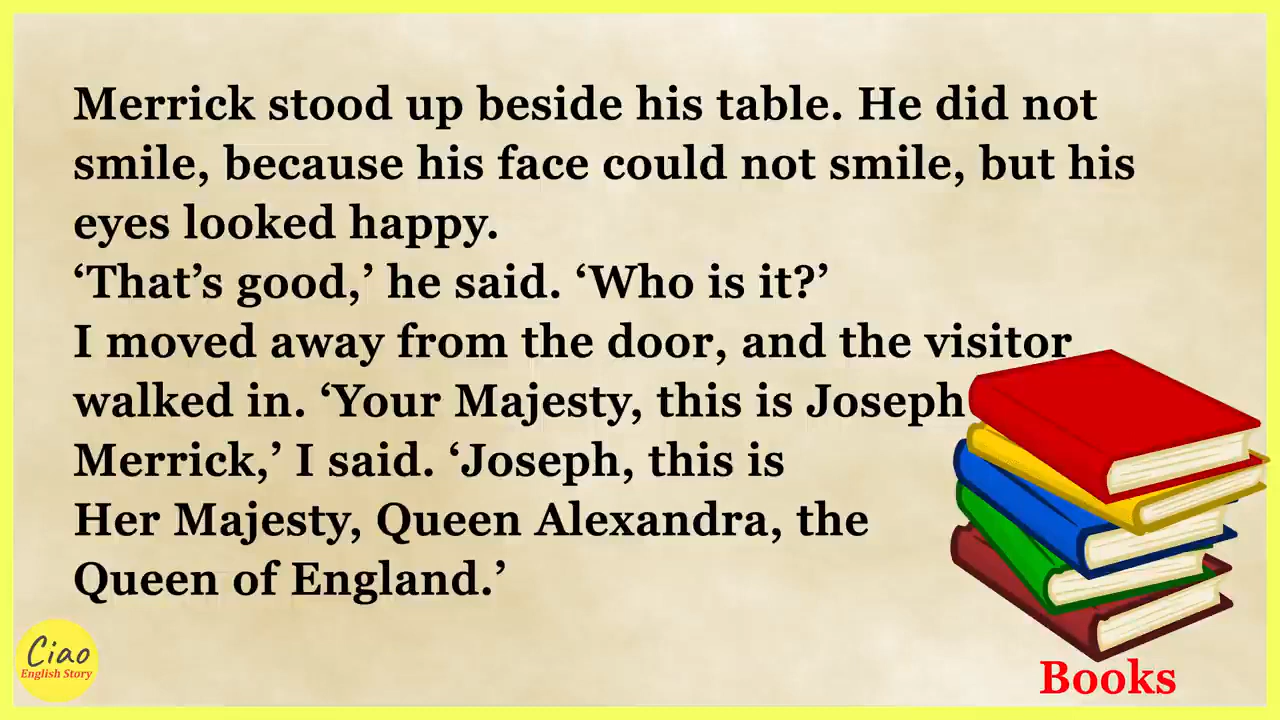 Merrick stood up beside his table. He did not
smile, because his face could not smile, but his
eyes looked happy.
‘That’s good,’ he said. ‘Who is it?’
I moved away from the door, and the visitor
walked in. ‘Your Majesty, this is Joseph
Merrick,’ I said. ‘Joseph, this is
Her Majesty, Queen Alexandra, the
Queen of England.’
Ciao
English Story
Books